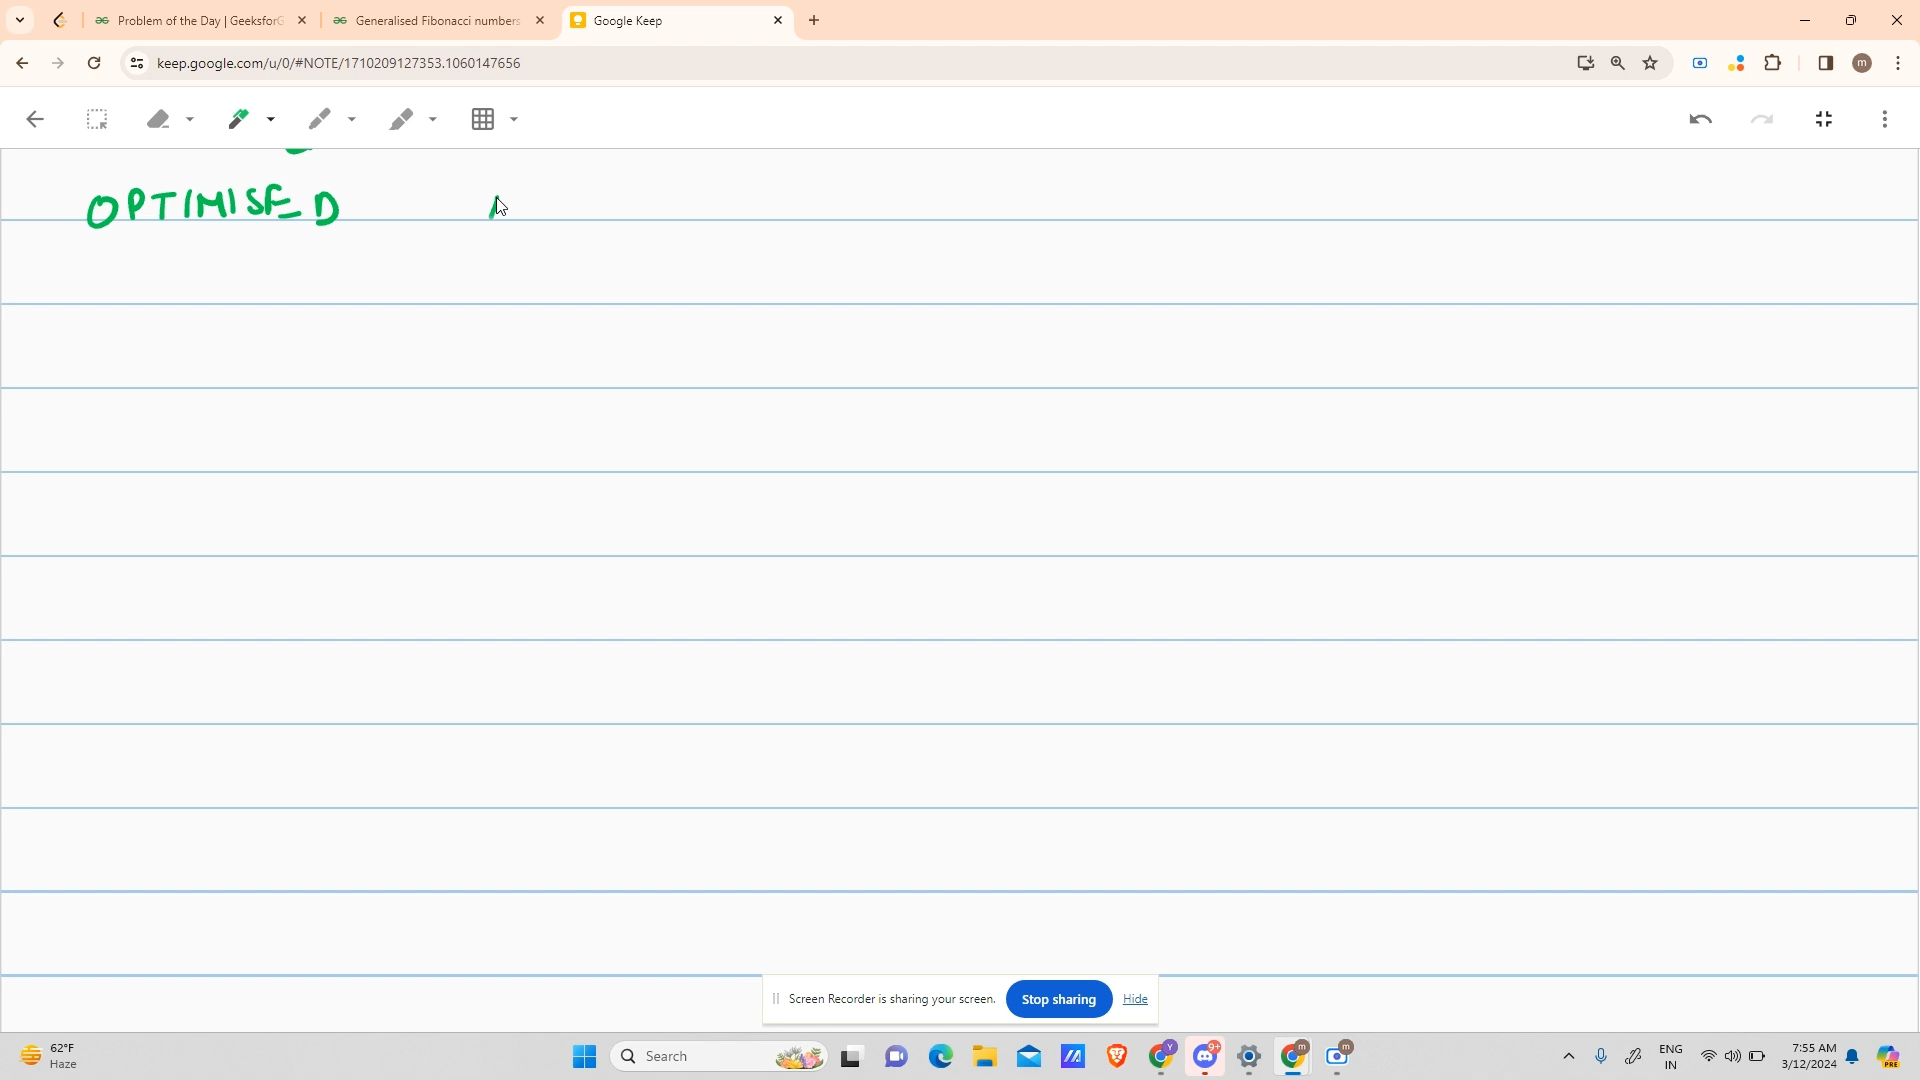 Problem of the Day | GeeksforG
Generalised Fibonacci numbers
Google Keep
keep.google.com/u/0/#NOTE/1710209127353.1060147656
m
OPTIMISED
Screen Recorder is sharing your screen. Stop sharing Hide
62°F
Haze
Search
Y
9+
m
m
ENG
IN
7:55 AM
3/12/2024
PRE